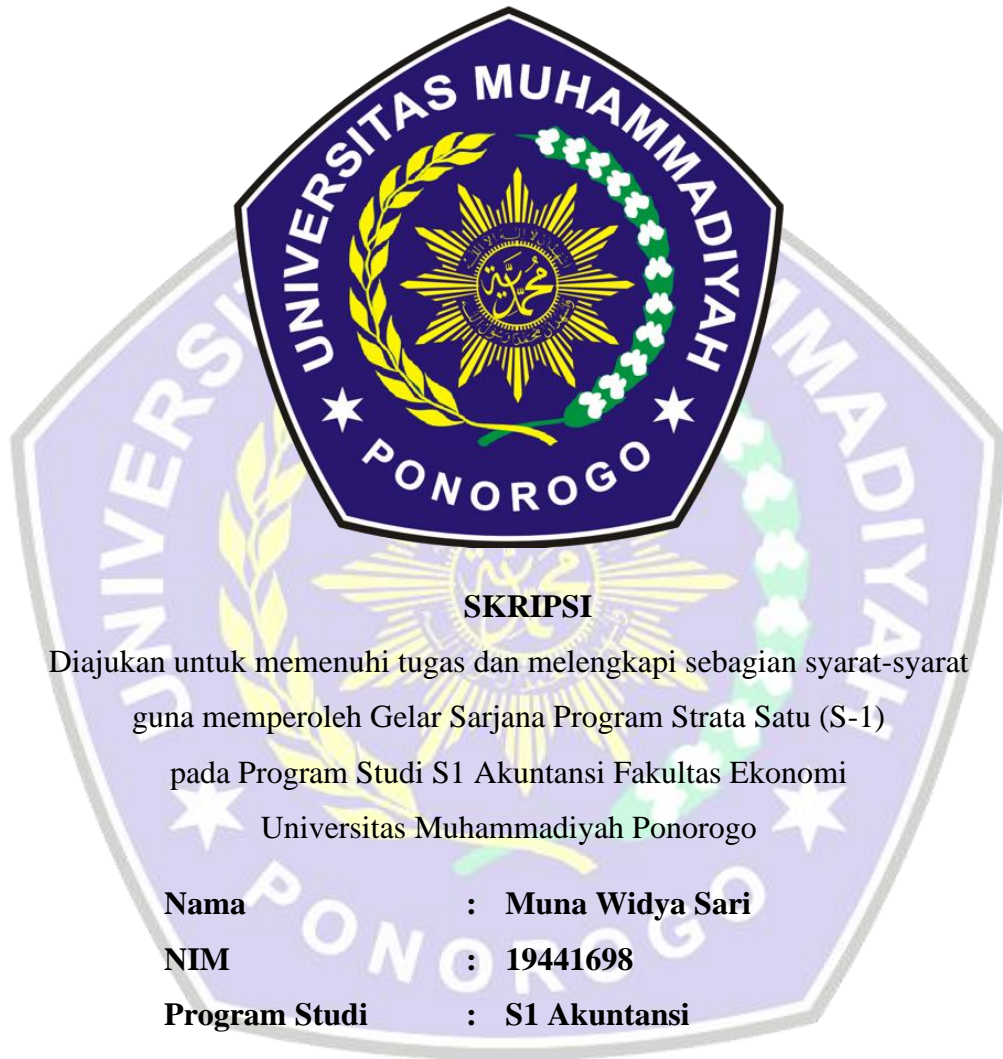 UNIVERSITAS MUHAMMADIYAH
PONOROGO
محمدية
SKRIPSI
Diajukan untuk memenuhi tugas dan melengkapi sebagian syarat-syarat
guna memperoleh Gelar Sarjana Program Strata Satu (S-1)
pada Program Studi S1 Akuntansi Fakultas Ekonomi
Universitas Muhammadiyah Ponorogo
Nama : Muna Widya Sari
NIM : 19441698
Program Studi : S1 Akuntansi